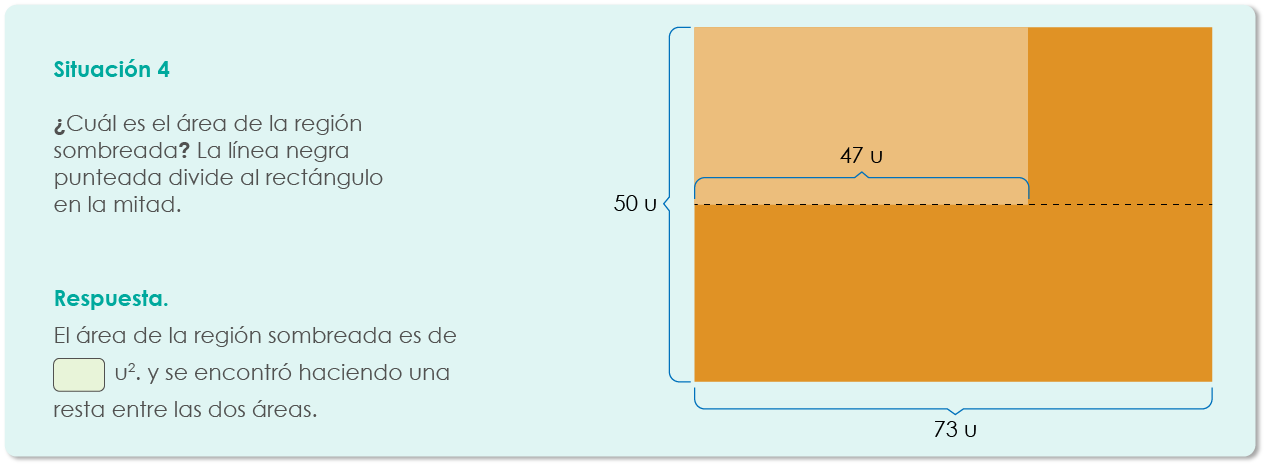 Situación 4
¿Cuál es el área de la región
sombreada? La línea negra
punteada divide al rectángulo
en la mitad.
Respuesta.
El área de la región sombreada es de
u². y se encontró haciendo una
resta entre las dos áreas.
47 u
50 u
73 u